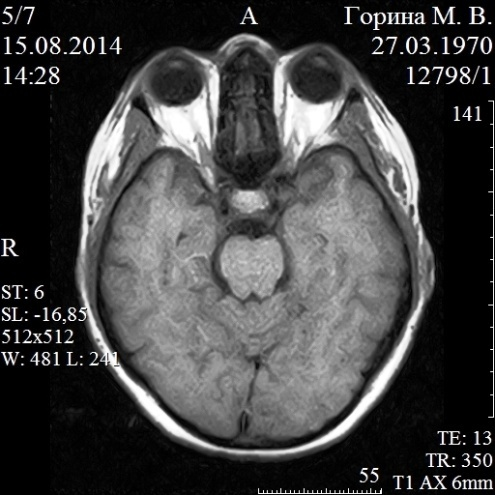 5/7
15.08.2014
14:28
A
Горина М. В.
27.03.1970
12798/1
141
R
ST: 6
SL: -16,85
512x512
W: 481 L: 241
TE: 13
TR: 350
55
T1 AX 6mm